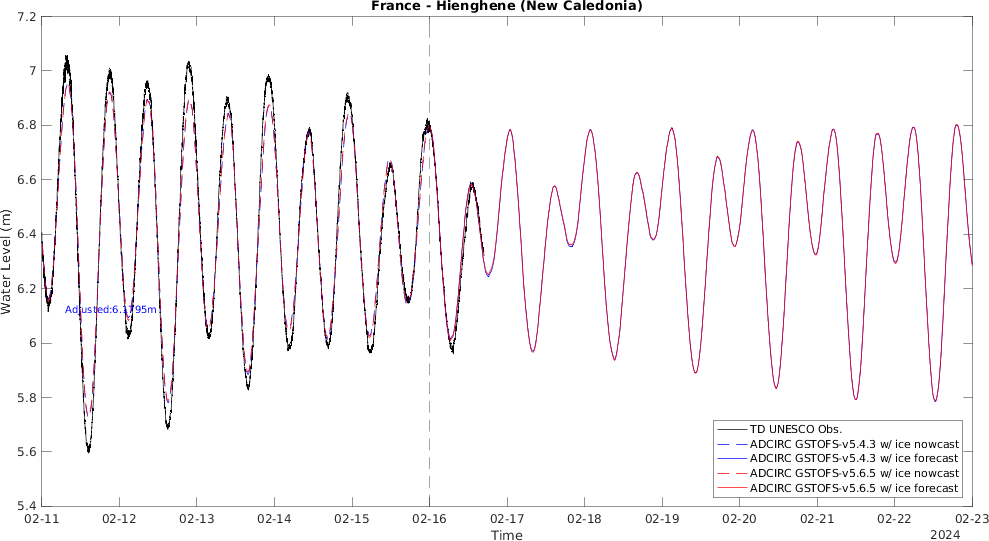 France - Hienghene (New Caledonia)
7.2
7
6.8
6.6
6.4
6.2
6
5.8
5.6
5.4
Water Level (m)
Adjusted:6.3795m
TD UNESCO Obs.
ADCIRC GSTOFS-v5.4.3 w/ ice nowcast
ADCIRC GSTOFS-v5.4.3 w/ ice forecast
ADCIRC GSTOFS-v5.6.5 w/ ice nowcast
ADCIRC GSTOFS-v5.6.5 w/ ice forecast
02-11 02-12 02-13 02-14 02-15 02-16 02-17 02-18 02-19 02-20 02-21 02-22 02-23
Time
2024